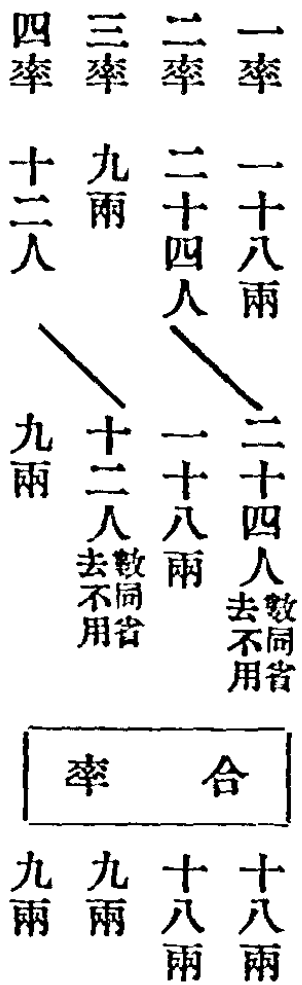 一率　一十八兩　二十四人數同省去不用
二率　二十四人　一十八兩
三率　九兩　十二人數同省去不用
四率　十二人　九兩
合率
十八兩
十八兩
九兩
九兩